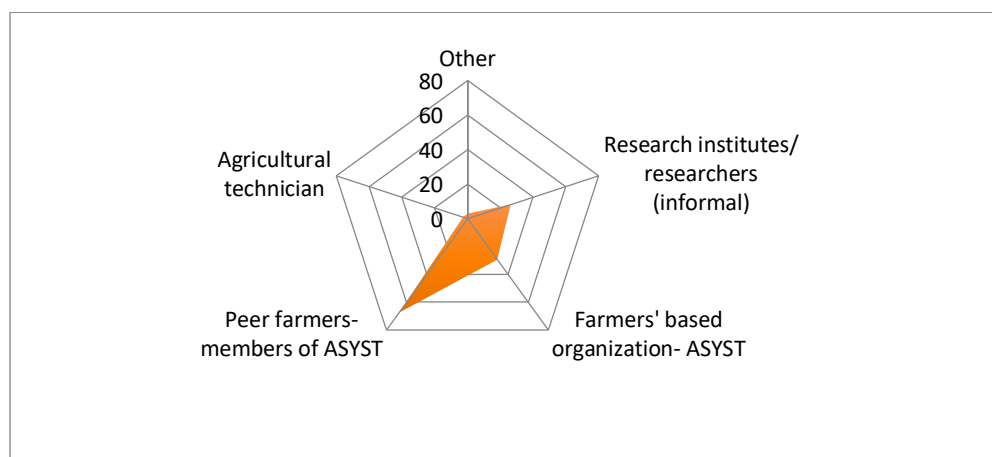 Other
80
60
40
20
0
Research institutes/
researchers
(informal)
Farmers' based
organization- ASYST
Peer farmers-
members of ASYST
Agricultural
technician